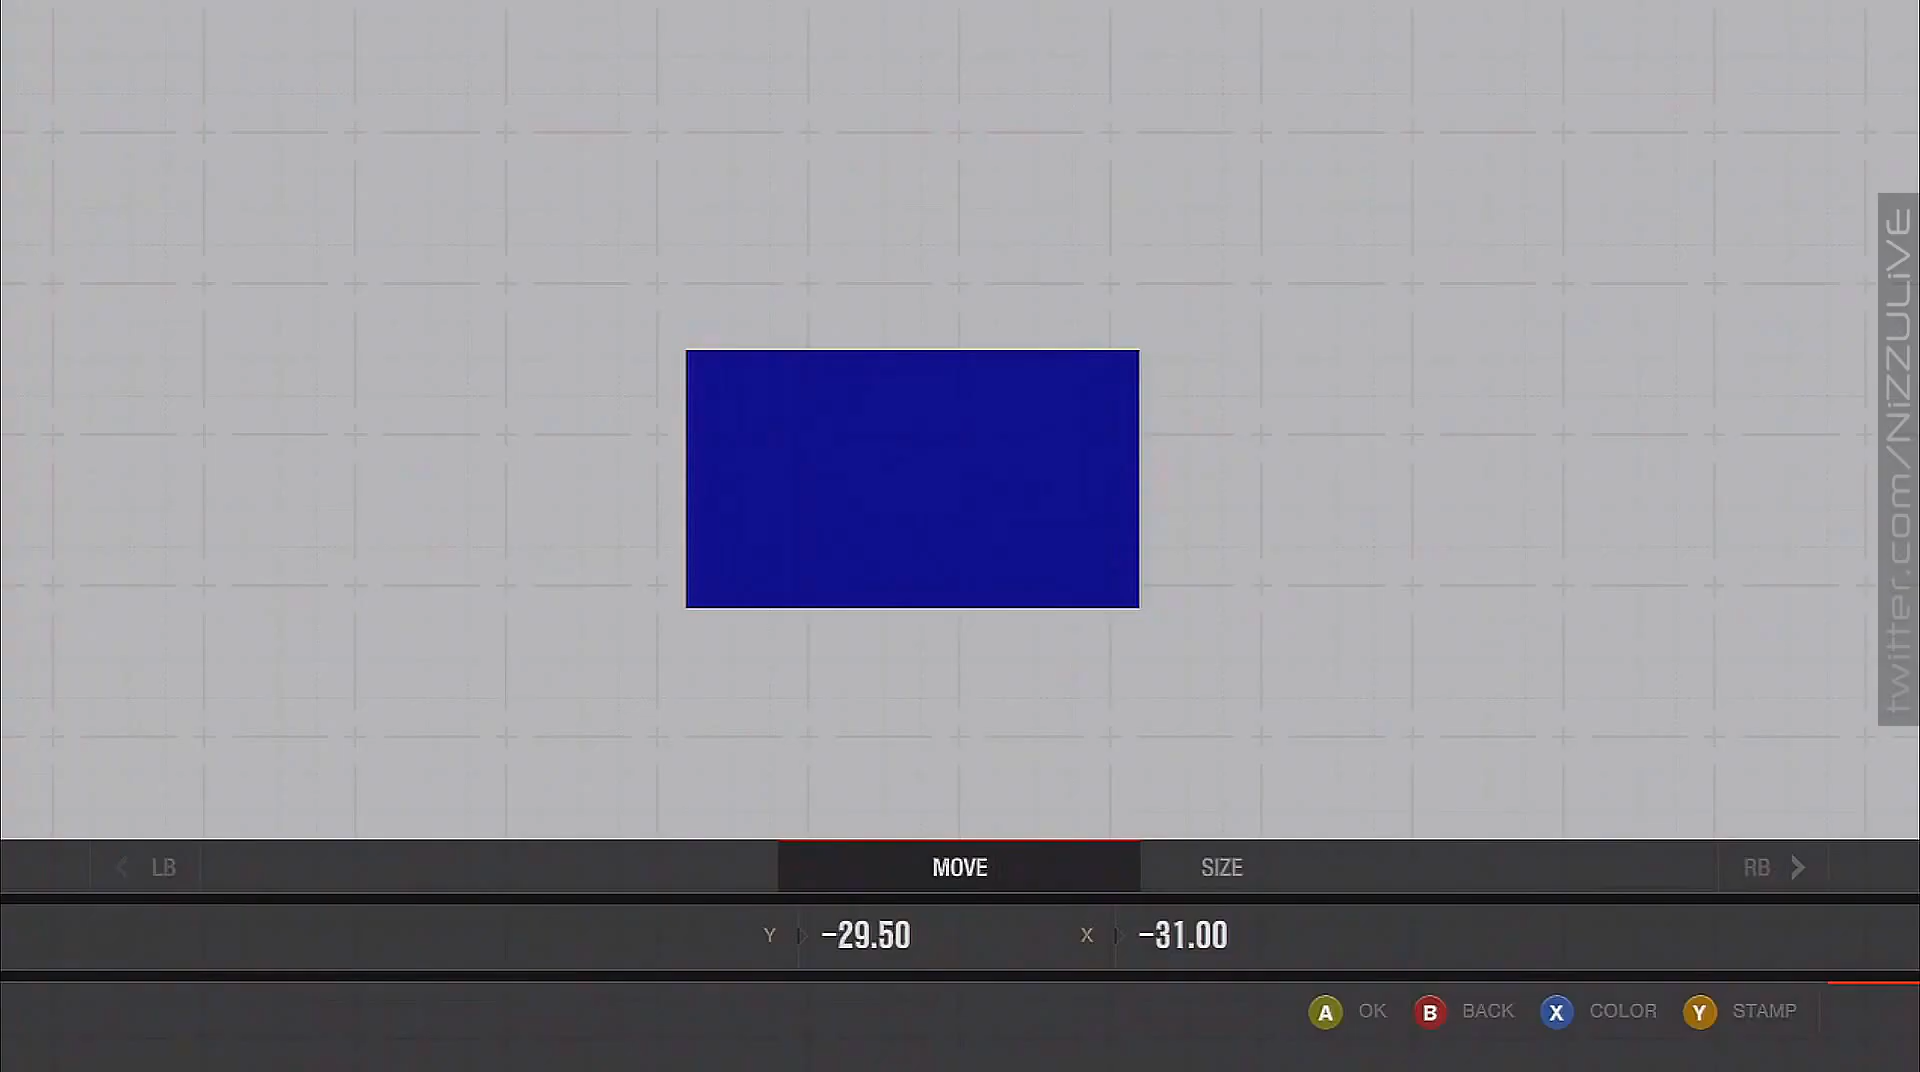 twitter.com/NiZZULiVE
LB MOVE SIZE RB
Y -29.50 X -31.00
A OK B BACK X COLOR Y STAMP